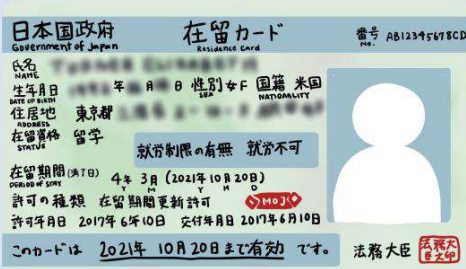 日本国政府 在留カード 番号 AB12345678CD
Government of Japan Residence Card No.
氏名
NAME
生年月日 年 月 日 性別 女 F 国籍 米国
DATE OF BIRTH SEX NATIONALITY
住居地 東京都
ADDRESS
在留資格 留学
STATUS
就労制限の有無 就労不可
在留期間(満了日) 4年 3月 (2021年10月20日)
PERIOD OF STAY Y M Y M D
許可の種類 在留期間更新許可 MOJ
許可年月日 2017年6年10日 交付年月日 2017年6月10日
このカードは 2021年 10月20日まで有効 です。 法務大臣